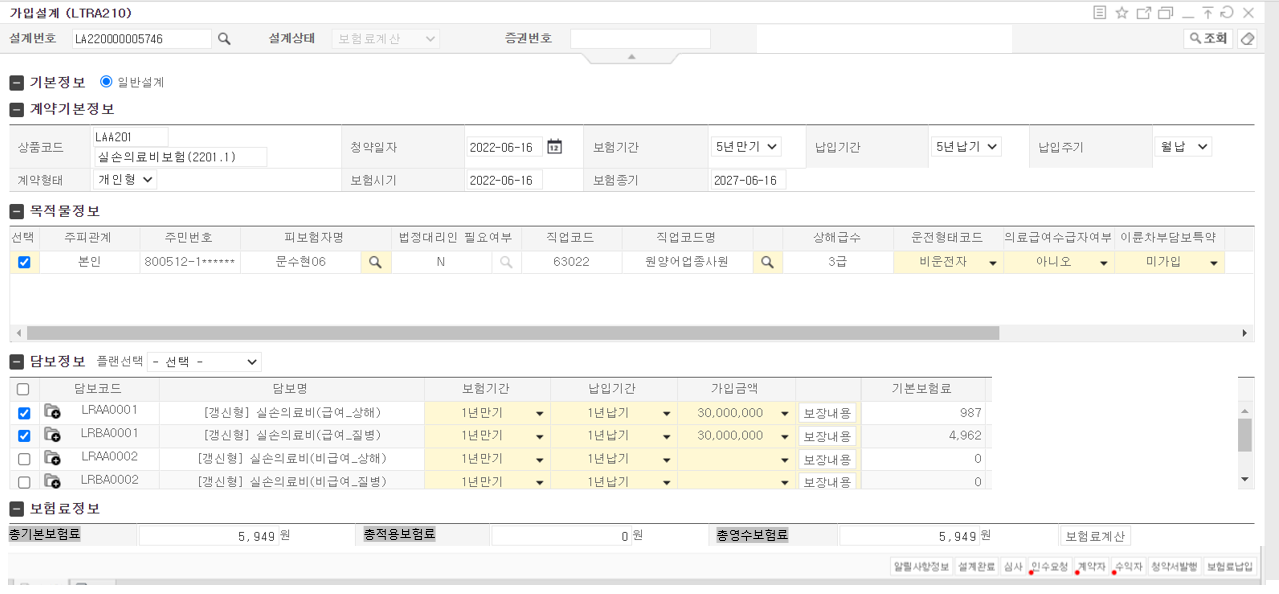 가입설계 (LTRA210)
설계번호 LA220000005746 설계상태 보험료계산 증권번호 조회
기본정보 일반설계
계약기본정보
상품코드 LAA201 실손의료비보험(2201.1) 청약일자 2022-06-16 보험기간 5년만기 납입기간 5년납기 납입주기 월납
계약형태 개인형 보험시기 2022-06-16 보험종기 2027-06-16
목적물정보
선택 주피관계 주민번호 피보험자명 법정대리인 필요여부 직업코드 직업코드명 상해급수 운전형태코드 의료급여수급자여부 이륜차부담보특약
본인 800512-1****** 문수현06 N 63022 원양어업종사원 3급 비운전자 아니오 미가입
담보정보 플랜선택 - 선택 -
담보코드 담보명 보험기간 납입기간 가입금액 기본보험료
LRAA0001 [갱신형] 실손의료비(급여_상해) 1년만기 1년납기 30,000,000 보장내용 987
LRBA0001 [갱신형] 실손의료비(급여_질병) 1년만기 1년납기 30,000,000 보장내용 4,962
LRAA0002 [갱신형] 실손의료비(비급여_상해) 1년만기 1년납기 보장내용 0
LRBA0002 [갱신형] 실손의료비(비급여_질병) 1년만기 1년납기 보장내용 0
보험료정보
총기본보험료 5,949 원 총적용보험료 0 원 총영수보험료 5,949 원 보험료계산
알릴사항정보 설계완료 심사 인수요청 계약자 수익자 청약서발행 보험료납입